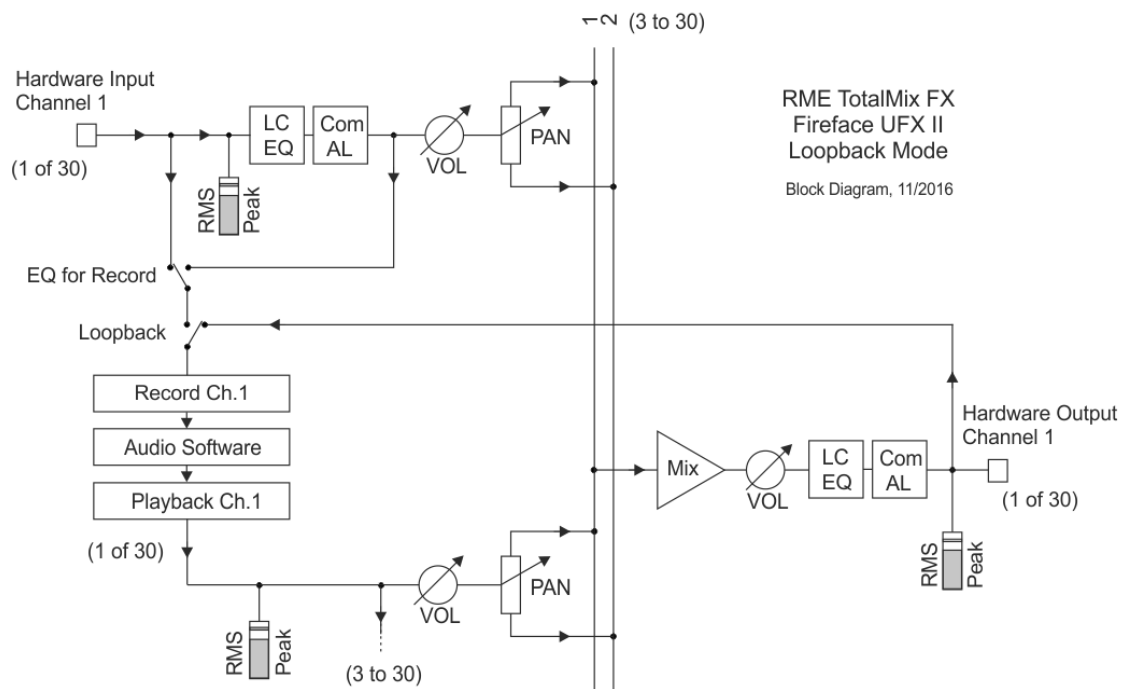 1
2
(3 to 30)
Hardware Input
Channel 1
(1 of 30)
LC
EQ
Com
AL
VOL
PAN
RMS
Peak
RME TotalMix FX
Fireface UFX II
Loopback Mode
Block Diagram, 11/2016
EQ for Record
Loopback
Record Ch.1
Audio Software
Playback Ch.1
(1 of 30)
RMS
Peak
(3 to 30)
VOL
PAN
Mix
VOL
LC
EQ
Com
AL
Hardware Output
Channel 1
(1 of 30)
RMS
Peak